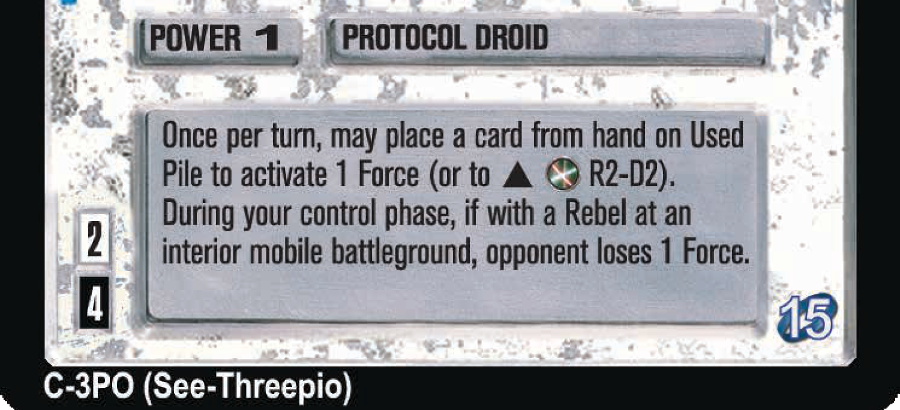 POWER 1
PROTOCOL DROID
Once per turn, may place a card from hand on Used
Pile to activate 1 Force (or to ▲ R2-D2).
During your control phase, if with a Rebel at an
interior mobile battleground, opponent loses 1 Force.
2
4
15
C-3PO (See-Threepio)